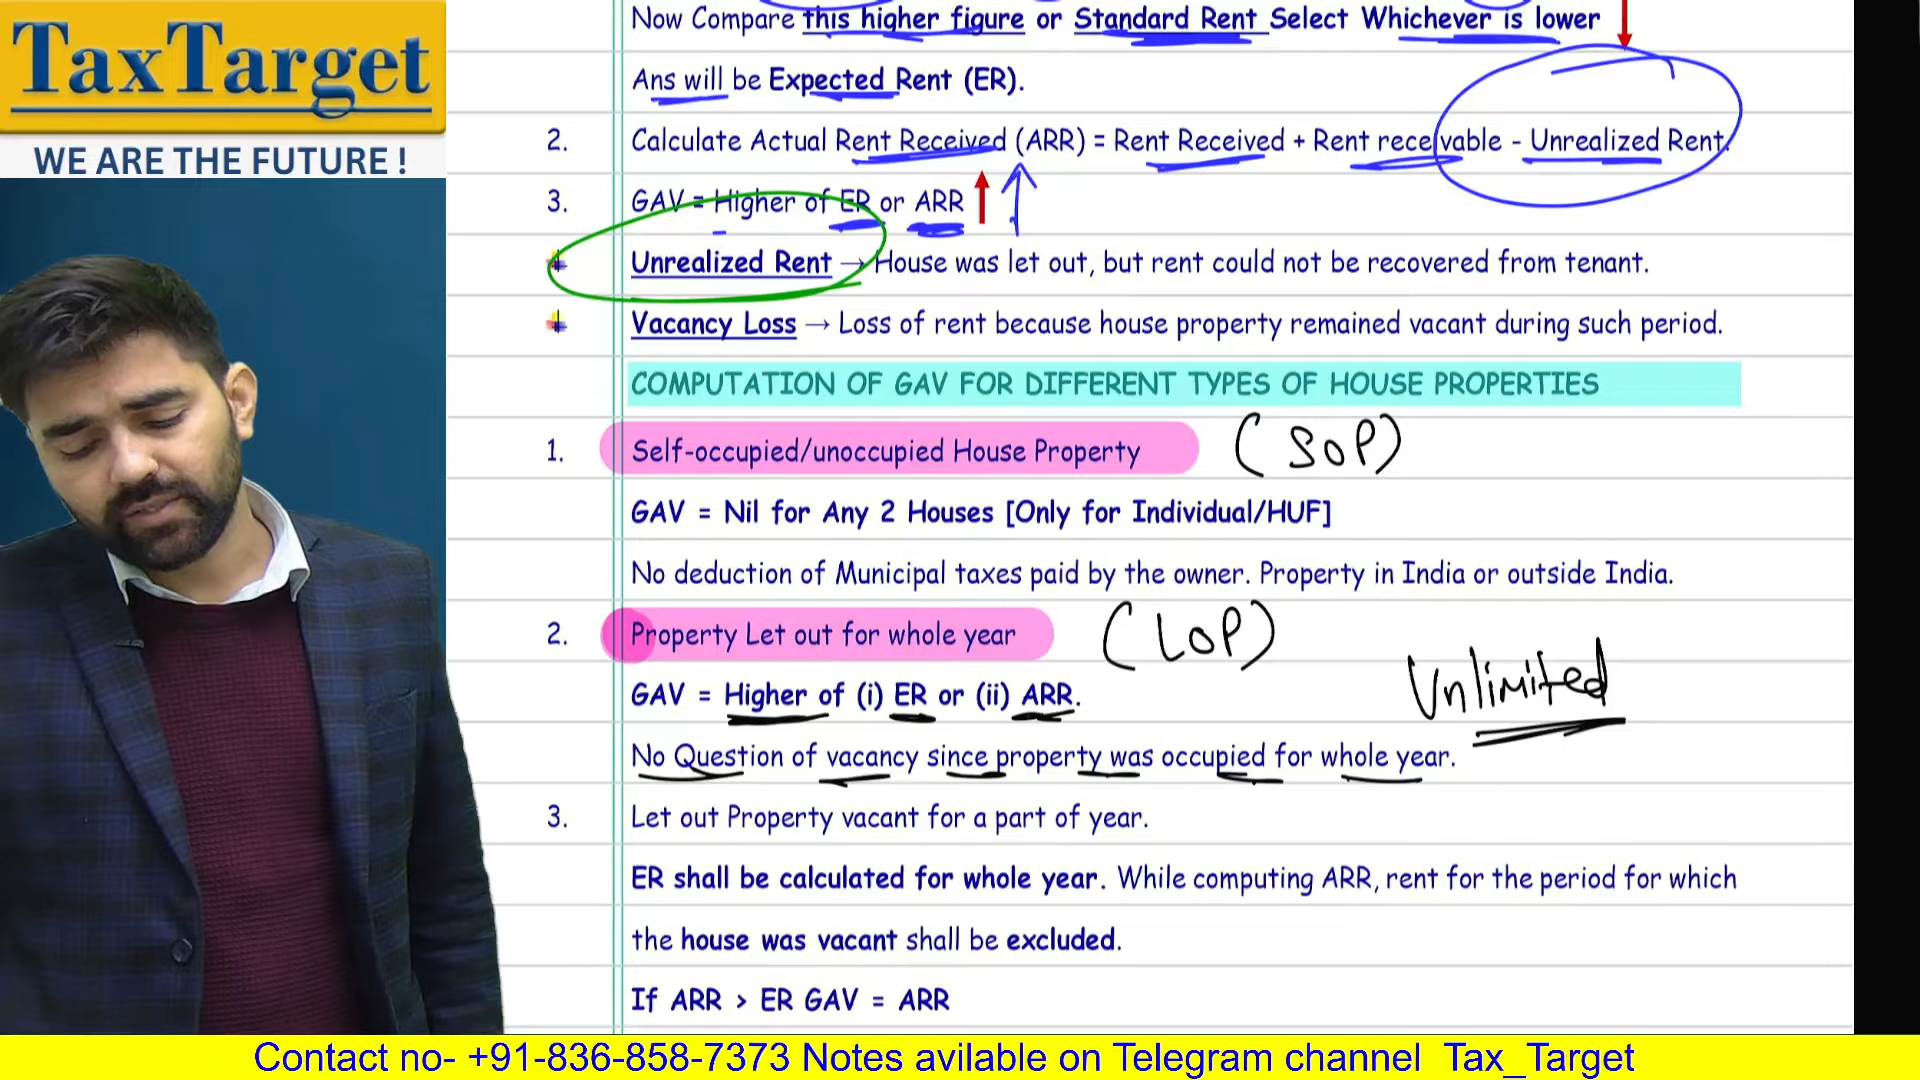 TaxTarget
WE ARE THE FUTURE !
Now Compare this higher figure or Standard Rent Select Whichever is lower
Ans will be Expected Rent (ER).
2. Calculate Actual Rent Received (ARR) = Rent Received + Rent receivable - Unrealized Rent.
3. GAV = Higher of ER or ARR
Unrealized Rent → House was let out, but rent could not be recovered from tenant.
Vacancy Loss → Loss of rent because house property remained vacant during such period.
COMPUTATION OF GAV FOR DIFFERENT TYPES OF HOUSE PROPERTIES
1. Self-occupied/unoccupied House Property (SOP)
GAV = Nil for Any 2 Houses [Only for Individual/HUF]
No deduction of Municipal taxes paid by the owner. Property in India or outside India.
2. Property Let out for whole year (LOP)
Unlimited
GAV = Higher of (i) ER or (ii) ARR.
No Question of vacancy since property was occupied for whole year.
3. Let out Property vacant for a part of year.
ER shall be calculated for whole year. While computing ARR, rent for the period for which
the house was vacant shall be excluded.
If ARR > ER GAV = ARR
Contact no- +91-836-858-7373 Notes avilable on Telegram channel Tax_Target